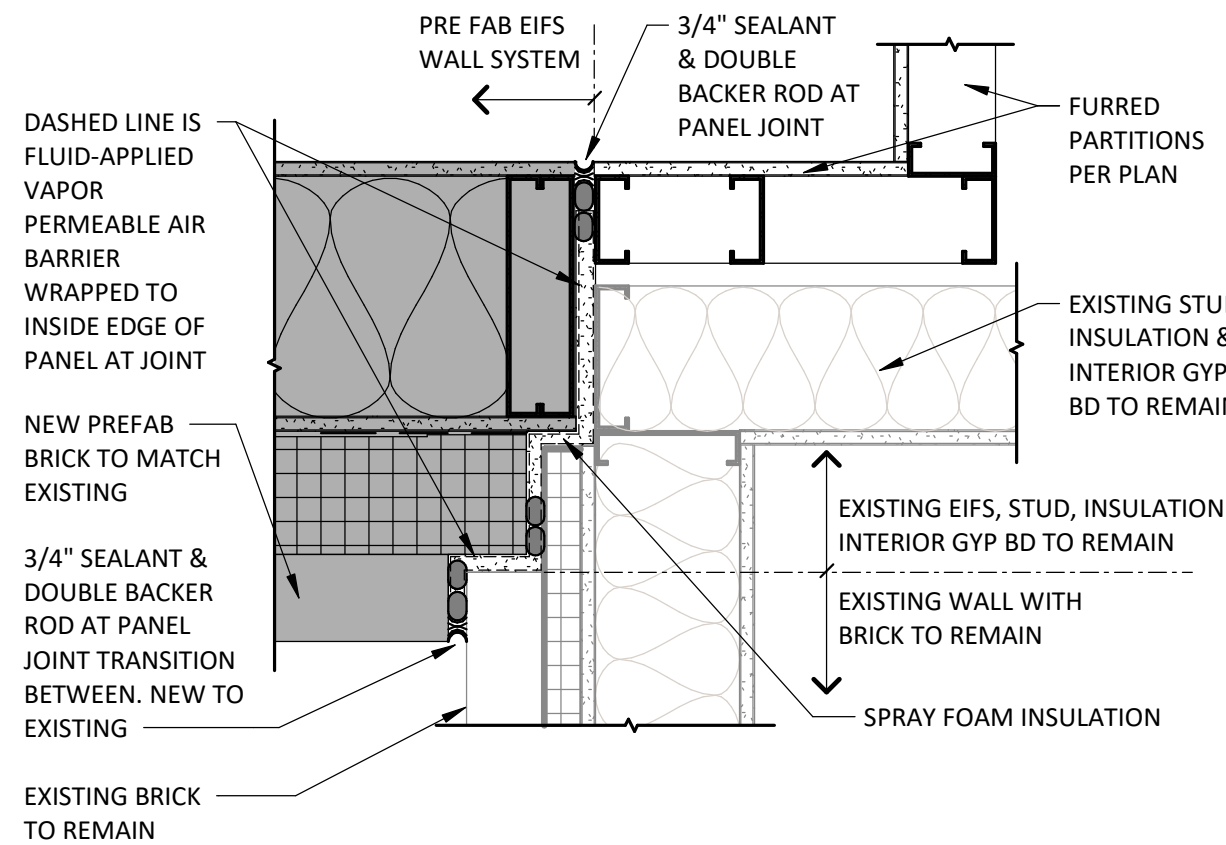 PRE FAB EIFS
WALL SYSTEM
3/4" SEALANT
& DOUBLE
BACKER ROD AT
PANEL JOINT
FURRED
PARTITIONS
PER PLAN
DASHED LINE IS
FLUID-APPLIED
VAPOR
PERMEABLE AIR
BARRIER
WRAPPED TO
INSIDE EDGE OF
PANEL AT JOINT
EXISTING
INSULATION &
INTERIOR GYP
BD TO
NEW PREFAB
BRICK TO MATCH
EXISTING
EXISTING EIFS, STUD, INSULATION
INTERIOR GYP BD TO REMAIN
3/4" SEALANT &
DOUBLE BACKER
ROD AT PANEL
JOINT TRANSITION
BETWEEN. NEW TO
EXISTING
EXISTING WALL WITH
BRICK TO REMAIN
SPRAY FOAM INSULATION
EXISTING BRICK
TO REMAIN